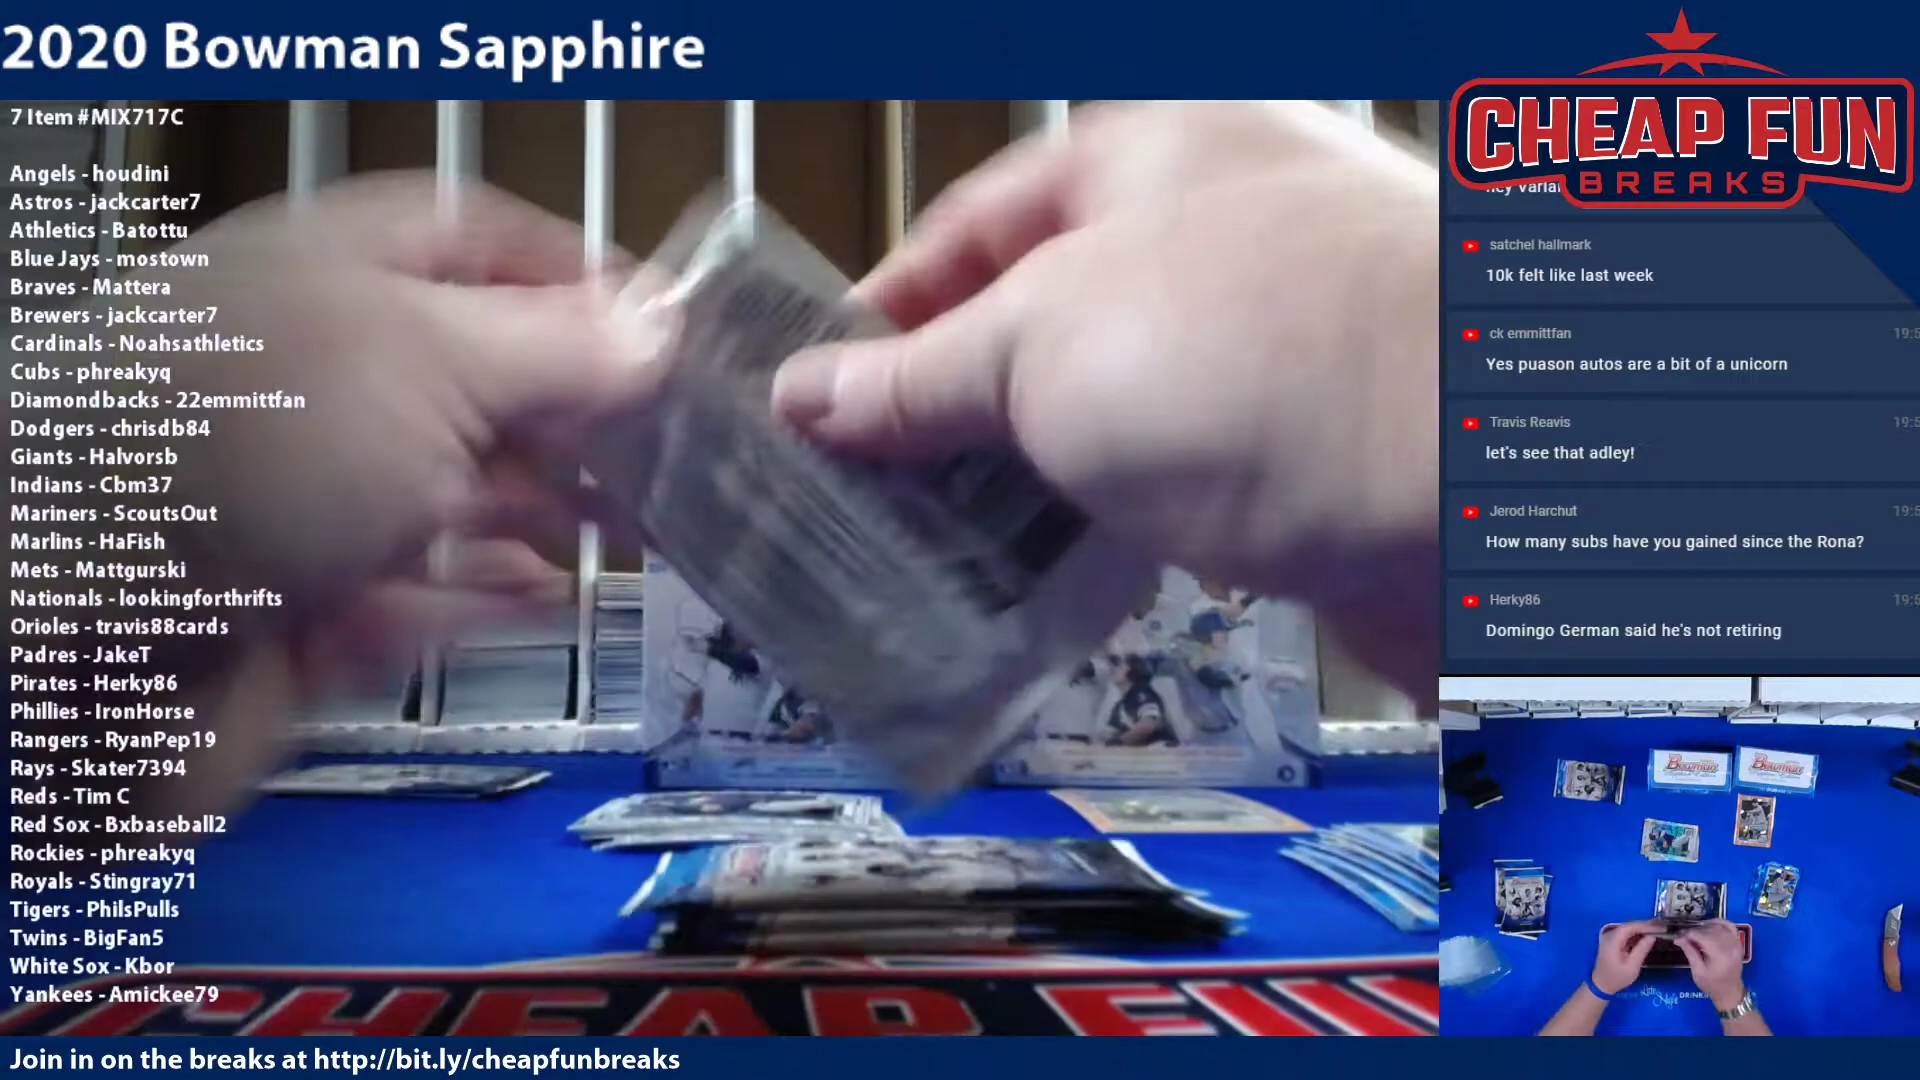 2020 Bowman Sapphire
7 Item #MIX717C
Angels - houdini
Astros - jackcarter7
Athletics - Batottu
Blue Jays - mostown
Braves - Mattera
Brewers - jackcarter7
Cardinals - Noahsathletics
Cubs - phreakyq
Diamondbacks - 22emmittfan
Dodgers - chrisdb84
Giants - Halvorsb
Indians - Cbm37
Mariners - ScoutsOut
Marlins - HaFish
Mets - Mattgurski
Nationals - lookingforthrifts
Orioles - travis88cards
Padres - JakeT
Pirates - Herky86
Phillies - IronHorse
Rangers - RyanPep19
Rays - Skater7394
Reds - Tim C
Red Sox - Bxbaseball2
Rockies - phreakyq
Royals - Stingray71
Tigers - PhilsPulls
Twins - BigFan5
White Sox - Kbor
Yankees - Amickee79
CHEAP FUN
BREAKS
satchel hallmark
10k felt like last week
ck emmittfan
Yes puason autos are a bit of a unicorn
Travis Reavis
let's see that adley!
Jerod Harchut
How many subs have you gained since the Rona?
Herky86
Domingo German said he's not retiring
Bowman
Bowman
CHEAP FUN
Join in on the breaks at http://bit.ly/cheapfunbreaks